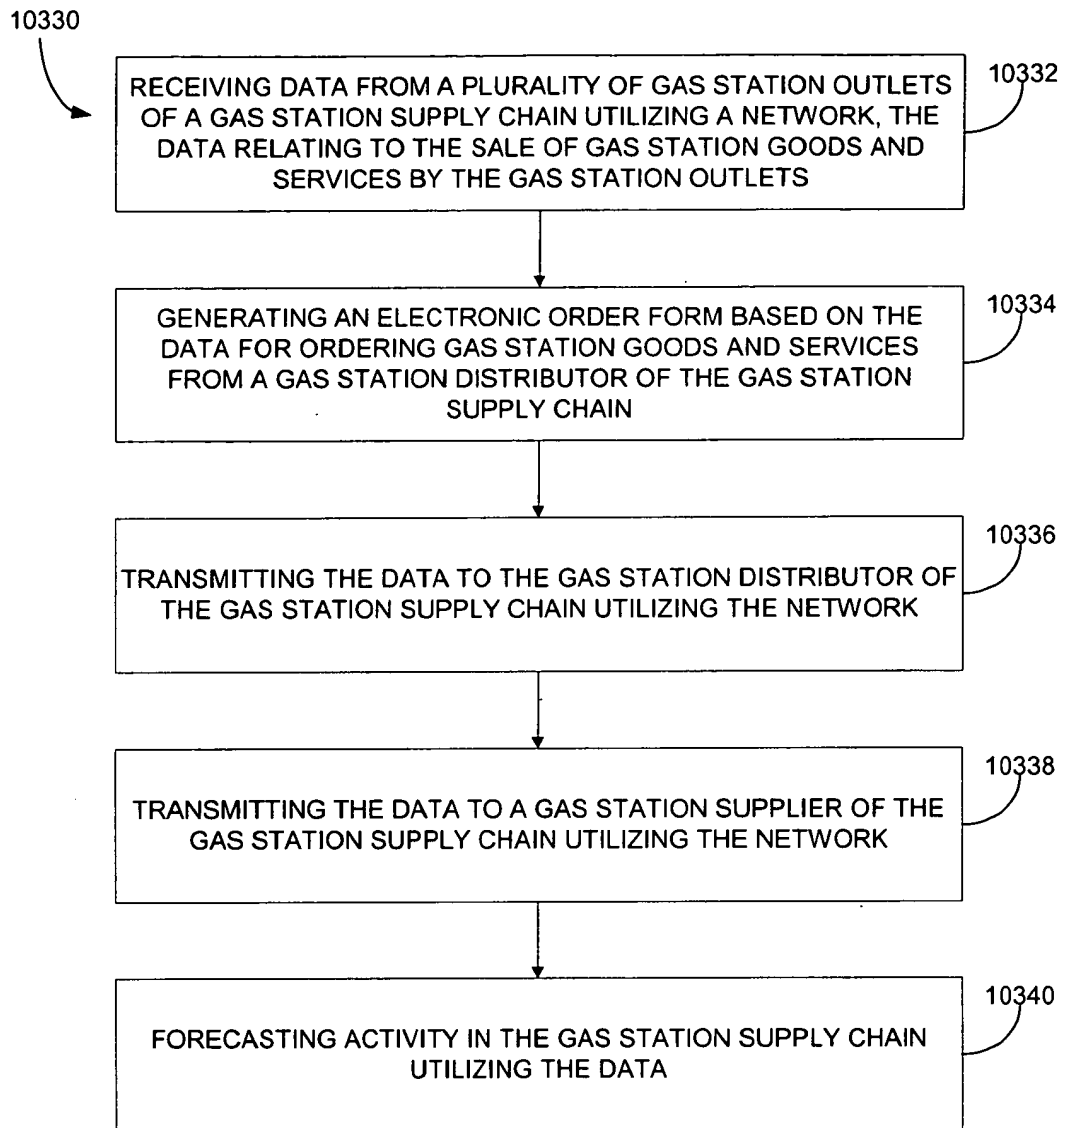 10330
10332
RECEIVING DATA FROM A PLURALITY OF GAS STATION OUTLETS
OF A GAS STATION SUPPLY CHAIN UTILIZING A NETWORK, THE
DATA RELATING TO THE SALE OF GAS STATION GOODS AND
SERVICES BY THE GAS STATION OUTLETS
10334
GENERATING AN ELECTRONIC ORDER FORM BASED ON THE
DATA FOR ORDERING GAS STATION GOODS AND SERVICES
FROM A GAS STATION DISTRIBUTOR OF THE GAS STATION
SUPPLY CHAIN
10336
TRANSMITTING THE DATA TO THE GAS STATION DISTRIBUTOR OF
THE GAS STATION SUPPLY CHAIN UTILIZING THE NETWORK
10338
TRANSMITTING THE DATA TO A GAS STATION SUPPLIER OF THE
GAS STATION SUPPLY CHAIN UTILIZING THE NETWORK
10340
FORECASTING ACTIVITY IN THE GAS STATION SUPPLY CHAIN
UTILIZING THE DATA